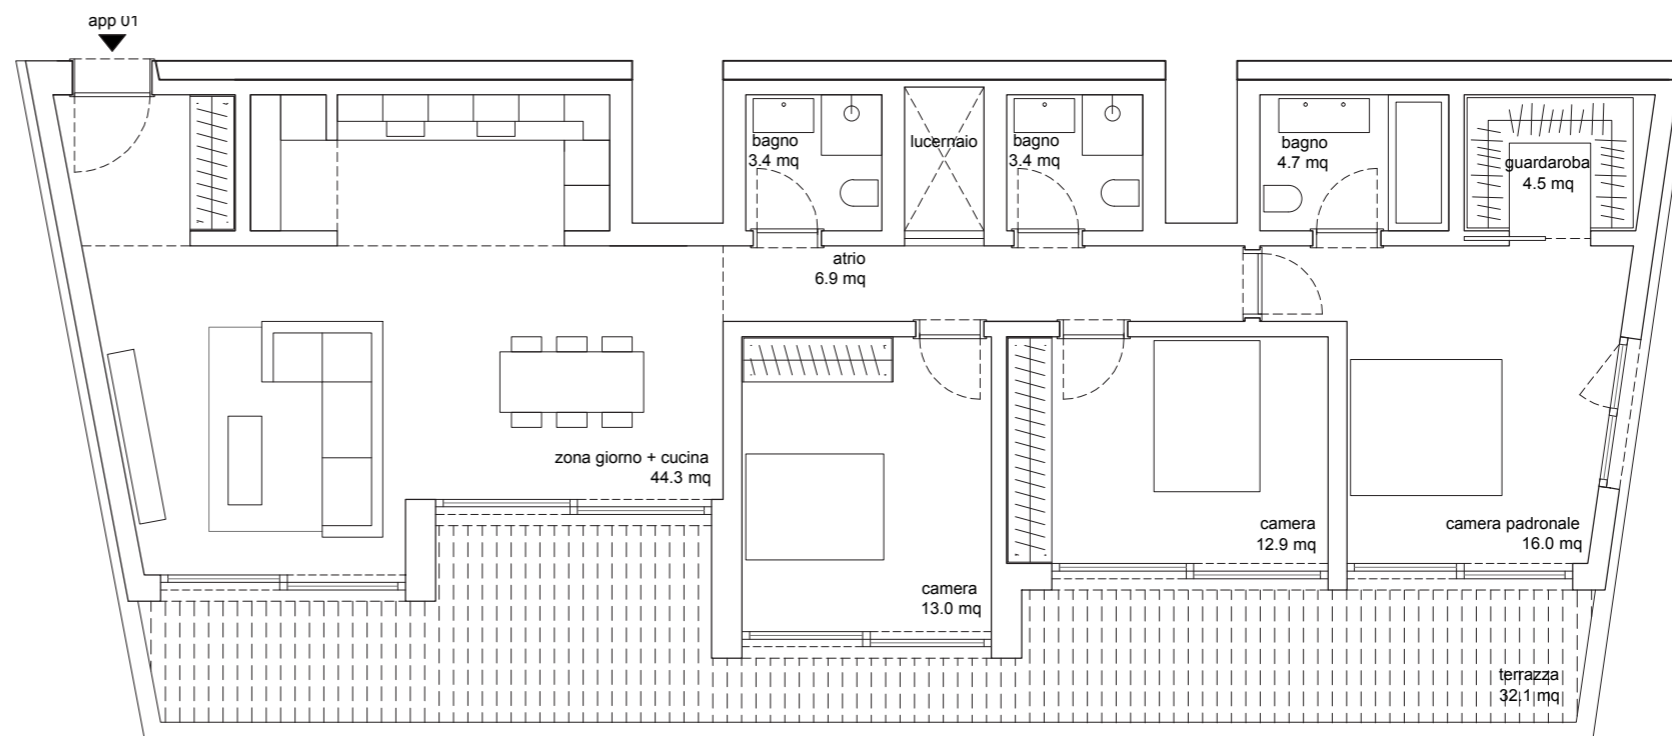 app 01
bagno
3.4 mq
lucernaio
bagno
3.4 mq
bagno
4.7 mq
guardaroba
4.5 mq
atrio
6.9 mq
zona giorno + cucina
44.3 mq
camera
13.0 mq
camera
12.9 mq
camera padronale
16.0 mq
terrazza
32.1 mq